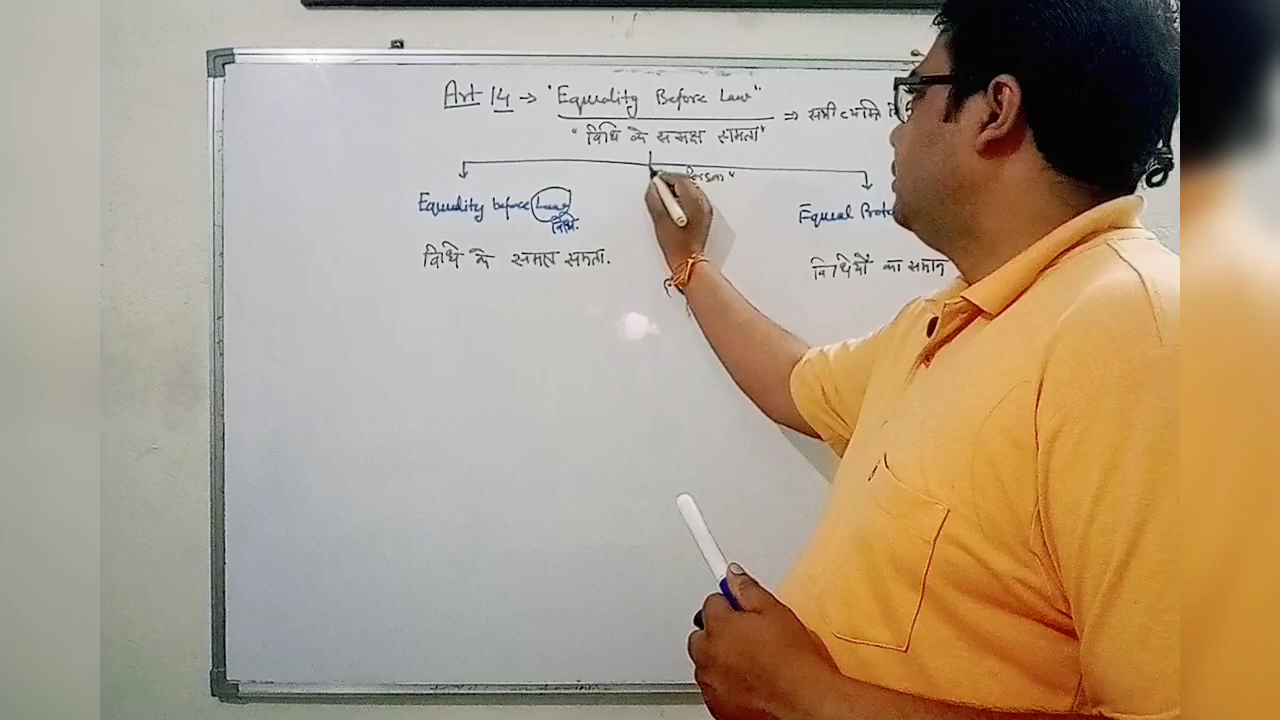 Art 14 → "Equality Before Law"
"विधि के समक्ष समता" ⇒ सभी व्यक्ति
Person"
Equality before Law
विधि.
Equal Prote
विधि के समक्ष समता.
विधियों का समान